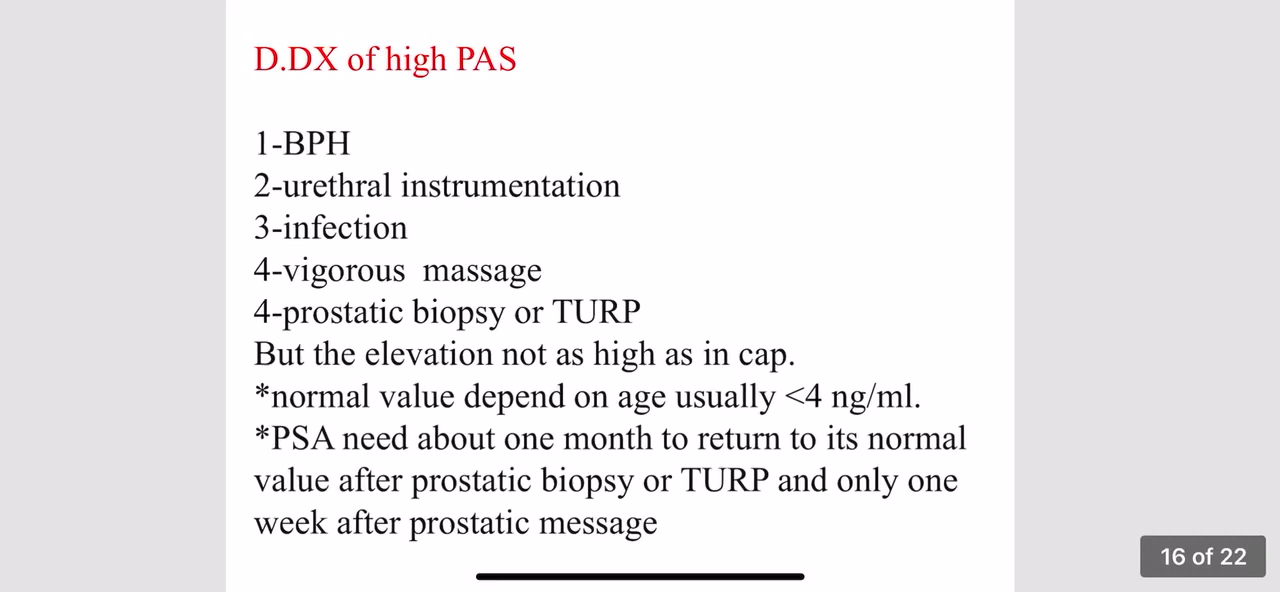 D.DX of high PAS
1-BPH
2-urethral instrumentation
3-infection
4-vigorous  massage
4-prostatic biopsy or TURP
But the elevation not as high as in cap.
*normal value depend on age usually <4 ng/ml.
*PSA need about one month to return to its normal
value after prostatic biopsy or TURP and only one
week after prostatic message
16 of 22